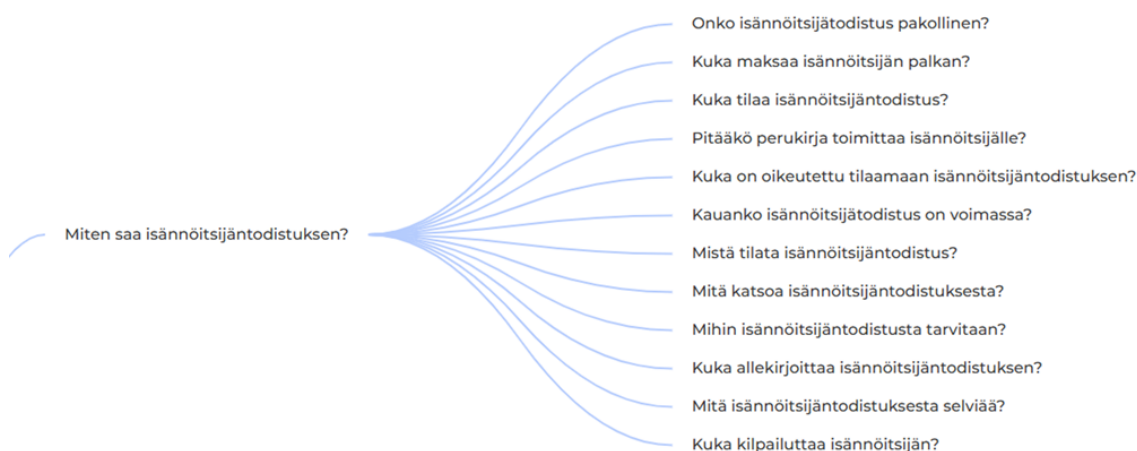 Onko isännöitsijätodistus pakollinen?
Kuka maksaa isännöitsijän palkan?
Kuka tilaa isännöitsijäntodistus?
Pitääkö perukirja toimittaa isännöitsijälle?
Kuka on oikeutettu tilaamaan isännöitsijäntodistuksen?
Kauanko isännöitsijätodistus on voimassa?
Miten saa isännöitsijäntodistuksen?
Mistä tilata isännöitsijäntodistus?
Mitä katsoa isännöitsijäntodistuksesta?
Mihin isännöitsijäntodistusta tarvitaan?
Kuka allekirjoittaa isännöitsijäntodistuksen?
Mitä isännöitsijäntodistuksesta selviää?
Kuka kilpailuttaa isännöitsijän?